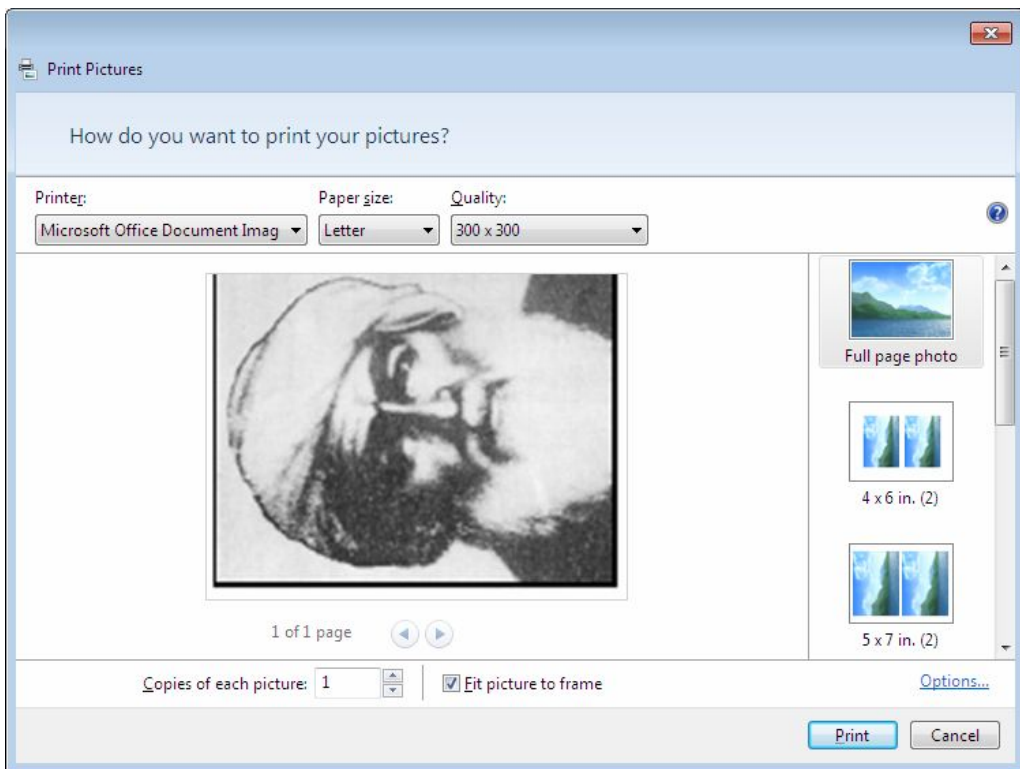 Print Pictures
How do you want to print your pictures?
Printer: Paper size: Quality:
Microsoft Office Document Imag Letter 300 x 300
Full page photo
4 x 6 in. (2)
5 x 7 in. (2)
1 of 1 page
Copies of each picture: 1 Fit picture to frame Options...
Print Cancel